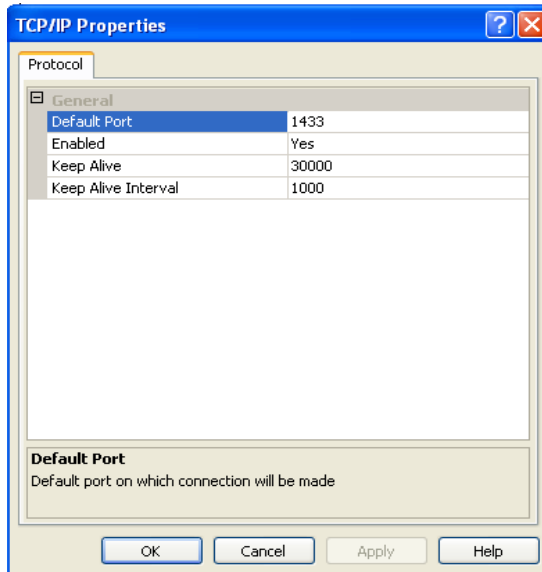 TCP/IP Properties
Protocol
General
Default Port 1433
Enabled Yes
Keep Alive 30000
Keep Alive Interval 1000
Default Port
Default port on which connection will be made
OK Cancel Apply Help